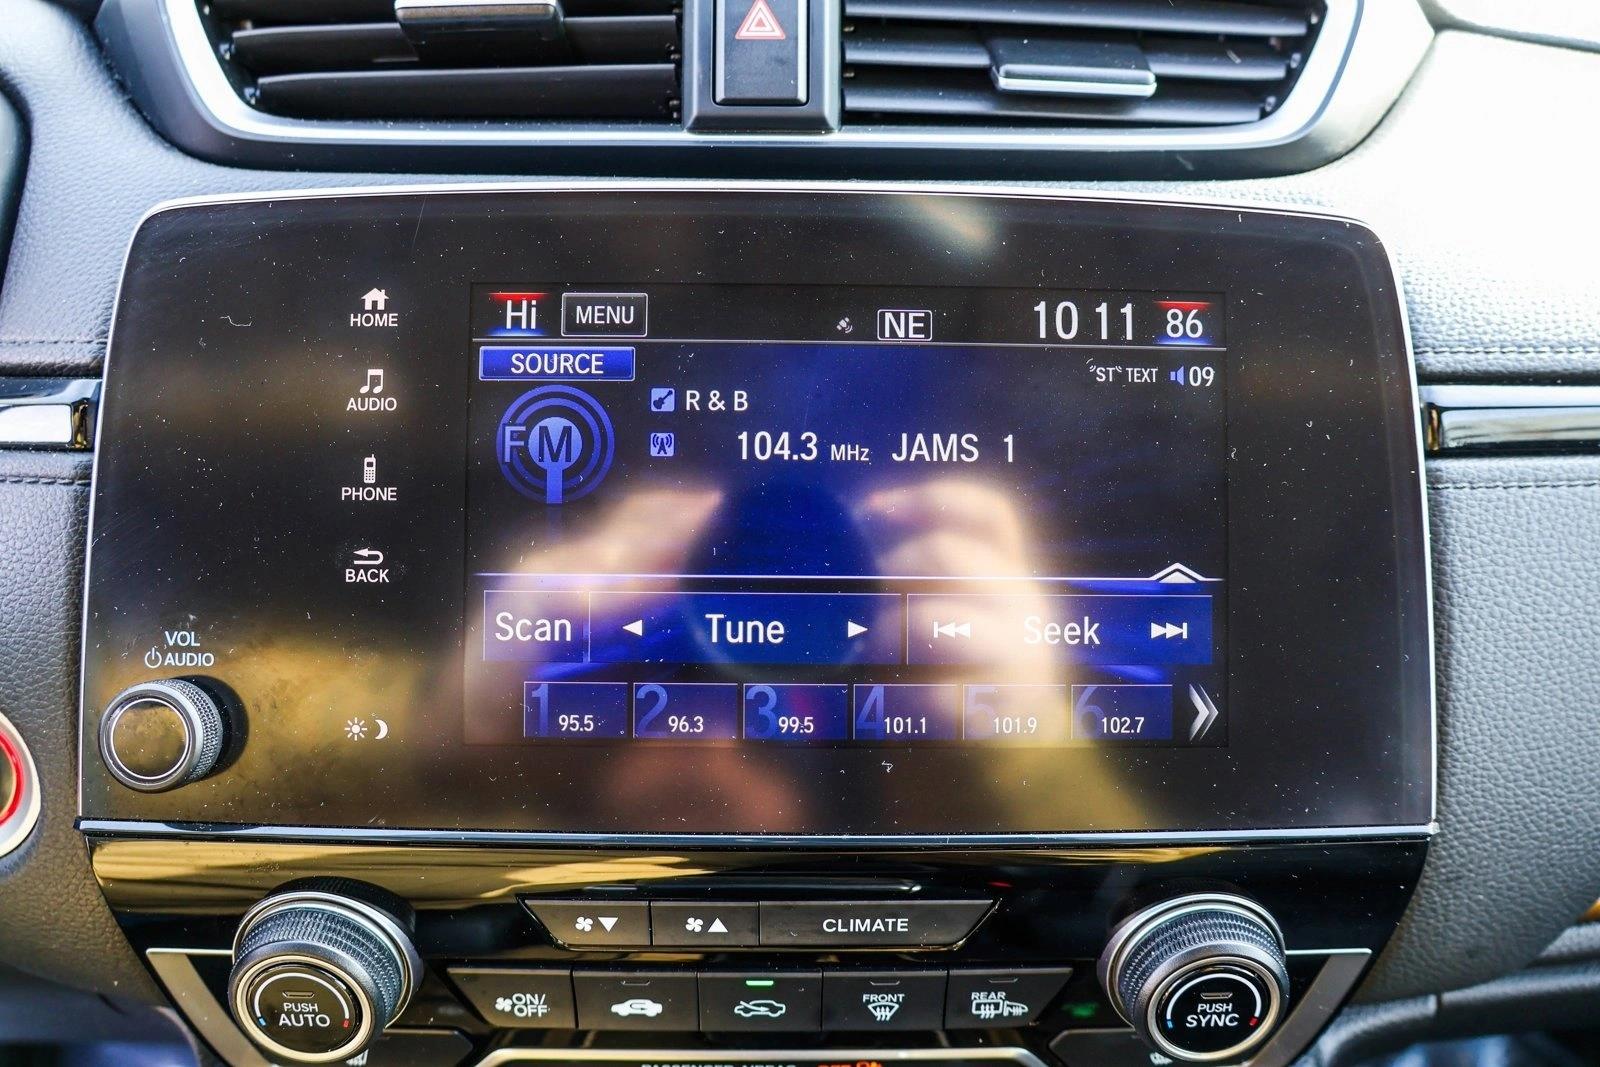 HOME
AUDIO
PHONE
BACK
VOL
AUDIO
Hi MENU NE 10 11 86
SOURCE
"ST" TEXT 09
R & B
FM
104.3 MHz JAMS 1
Scan Tune Seek
1 95.5 2 96.3 3 99.5 4 101.1 5 101.9 6 102.7
CLIMATE
ON/OFF
FRONT
REAR
PUSH
AUTO
PUSH
SYNC